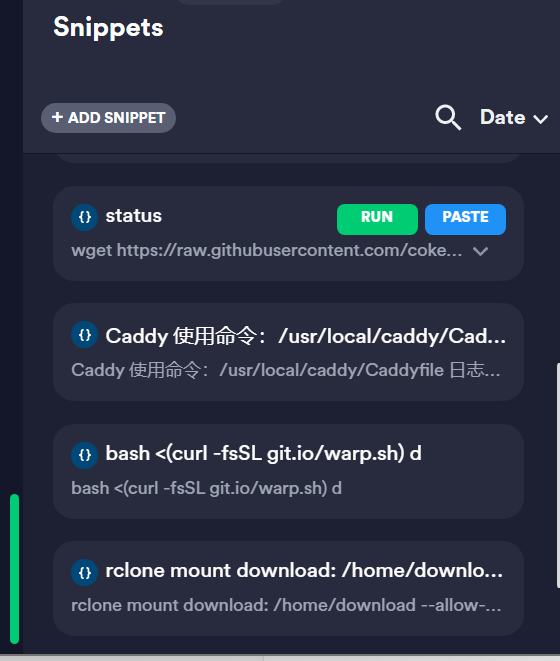 Snippets
+ ADD SNIPPET
Date
{} status
RUN
PASTE
wget https://raw.githubusercontent.com/coke...
{} Caddy 使用命令：/usr/local/caddy/Cad...
Caddy 使用命令：/usr/local/caddy/Caddyfile 日志...
{} bash <(curl -fsSL git.io/warp.sh) d
bash <(curl -fsSL git.io/warp.sh) d
{} rclone mount download: /home/downlo...
rclone mount download: /home/download --allow-...